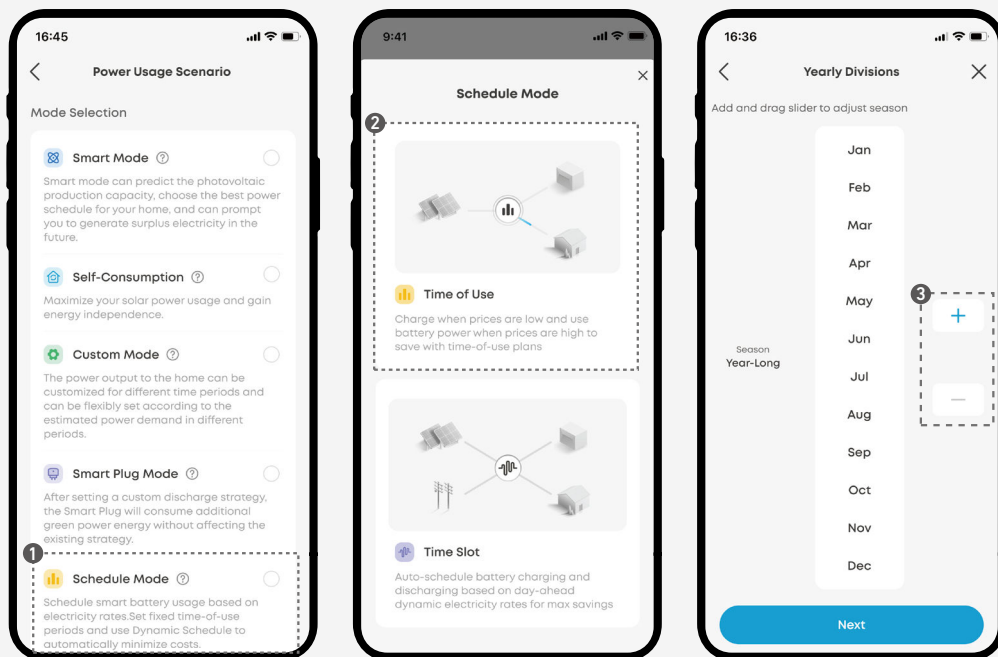 16:45
Power Usage Scenario
Mode Selection
Smart Mode ?
Smart mode can predict the photovoltaic
production capacity, choose the best power
schedule for your home, and can prompt
you to generate surplus electricity in the
future.
Self-Consumption ?
Maximize your solar power usage and gain
energy independence.
Custom Mode ?
The power output to the home can be
customized for different time periods and
can be flexibly set according to the
estimated power demand in different
periods.
Smart Plug Mode ?
After setting a custom discharge strategy,
the Smart Plug will consume additional
green power energy without affecting the
existing strategy.
1
Schedule Mode ?
Schedule smart battery usage based on
electricity rates.Set fixed time-of-use
periods and use Dynamic Schedule to
automatically minimize costs.
9:41
Schedule Mode
2
Time of Use
Charge when prices are low and use
battery power when prices are high to
save with time-of-use plans
Time Slot
Auto-schedule battery charging and
discharging based on day-ahead
dynamic electricity rates for max savings
16:36
Yearly Divisions
Add and drag slider to adjust season
Jan
Feb
Mar
Apr
May
Jun
Jul
Aug
Sep
Oct
Nov
Dec
Season
Year-Long
3
+
−
Next